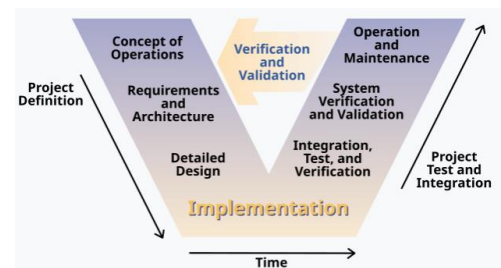 Concept of
Operations
Verification
and
Validation
Operation
and
Maintenance
Project
Definition
Requirements
and
Architecture
System
Verification
and Validation
Detailed
Design
Integration,
Test, and
Verification
Project
Test and
Integration
Implementation
Time